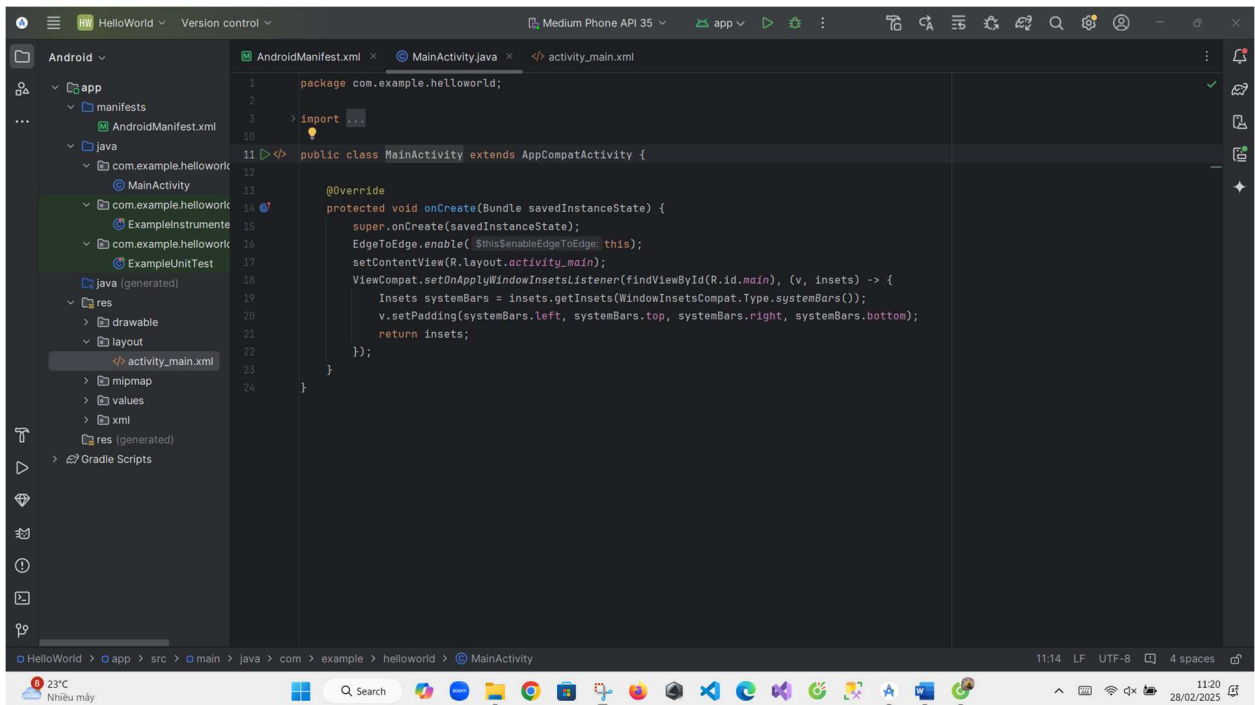 HW HelloWorld Version control Medium Phone API 35 app
Android
AndroidManifest.xml MainActivity.java activity_main.xml
app
manifests
AndroidManifest.xml
java
com.example.helloworld
MainActivity
com.example.helloworld
ExampleInstrumente
com.example.helloworld
ExampleUnitTest
java (generated)
res
drawable
layout
activity_main.xml
mipmap
values
xml
res (generated)
Gradle Scripts
1 package com.example.helloworld;
2
3 import ...
10
11 public class MainActivity extends AppCompatActivity {
12
13 @Override
14 protected void onCreate(Bundle savedInstanceState) {
15 super.onCreate(savedInstanceState);
16 EdgeToEdge.enable( $this$enableEdgeToEdge: this);
17 setContentView(R.layout.activity_main);
18 ViewCompat.setOnApplyWindowInsetsListener(findViewById(R.id.main), (v, insets) -> {
19 Insets systemBars = insets.getInsets(WindowInsetsCompat.Type.systemBars());
20 v.setPadding(systemBars.left, systemBars.top, systemBars.right, systemBars.bottom);
21 return insets;
22 });
23 }
24 }
HelloWorld > app > src > main > java > com > example > helloworld > MainActivity 11:14 LF UTF-8 4 spaces
8 23°C
Nhiều mây
Search
11:20
28/02/2025